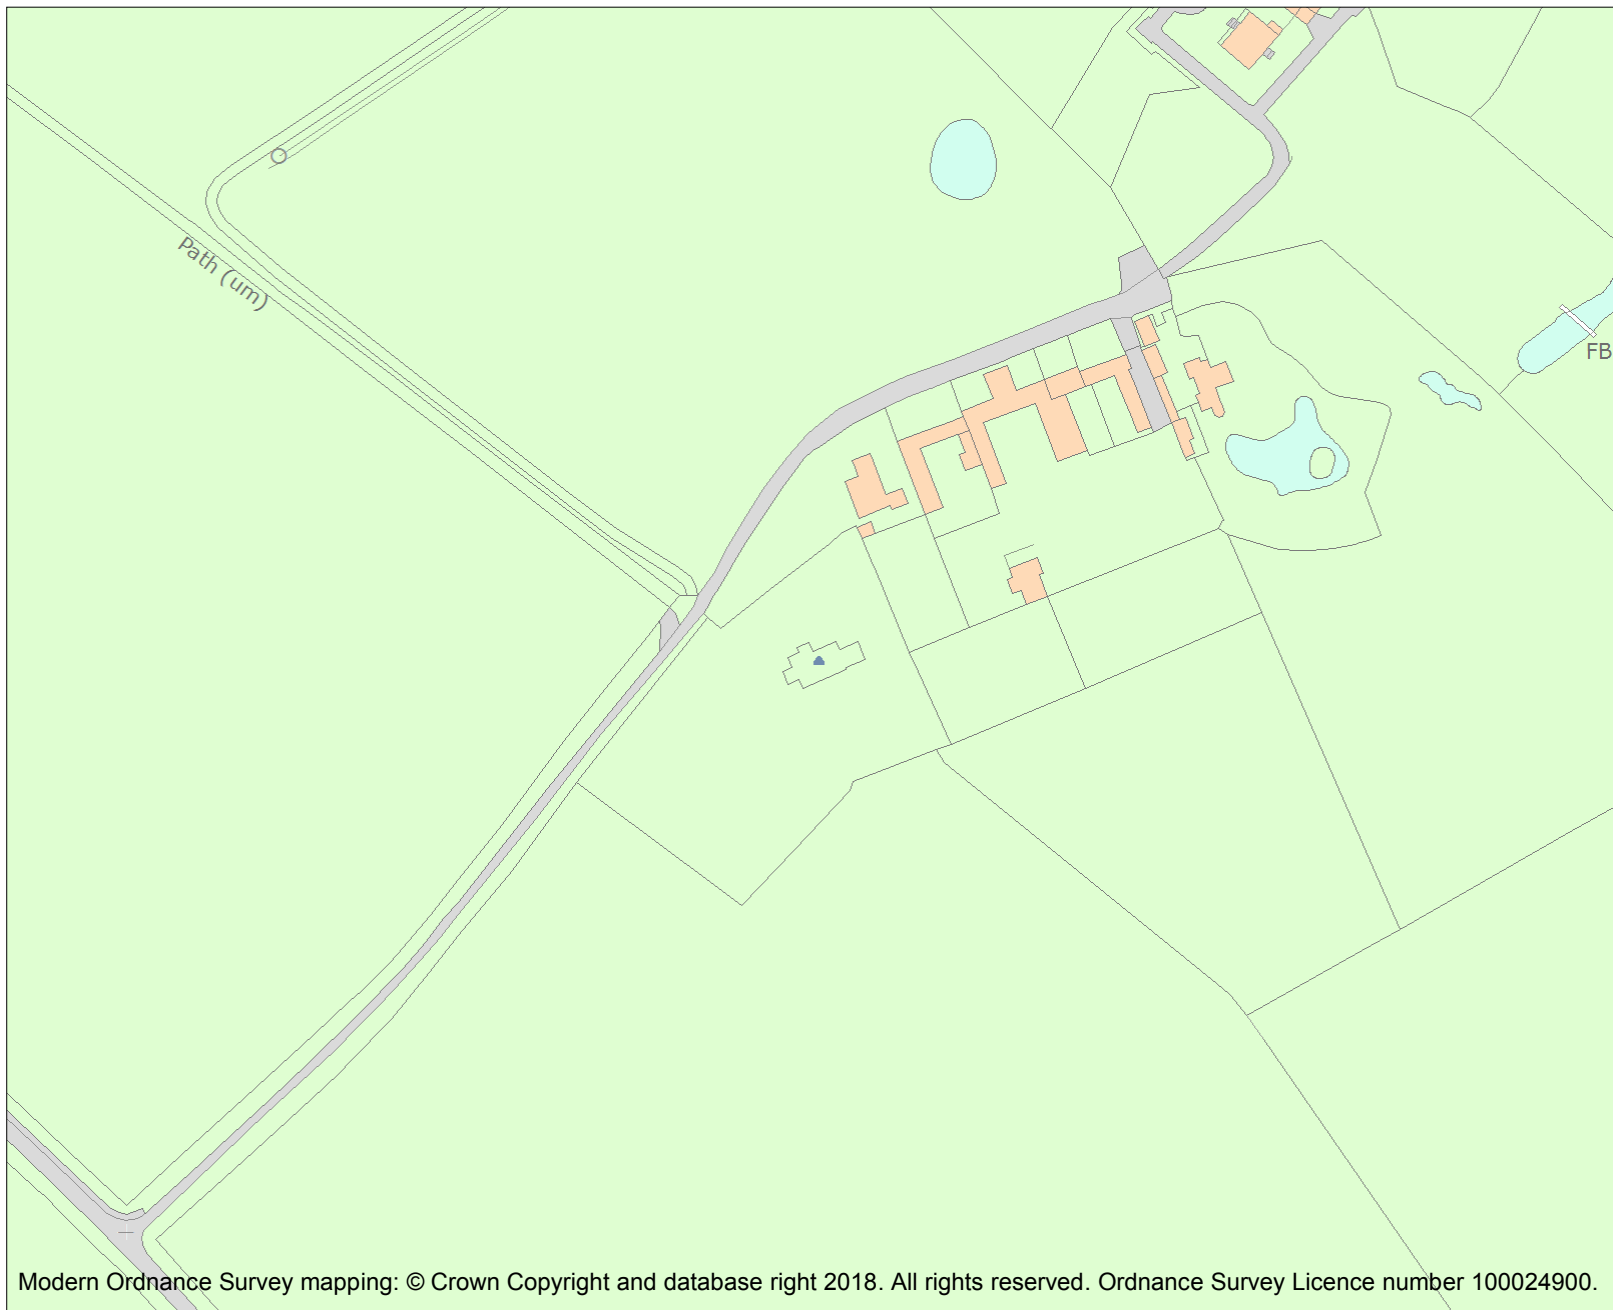 Path (um)
FB
Modern Ordnance Survey mapping: © Crown Copyright and database right 2018. All rights reserved. Ordnance Survey Licence number 100024900.